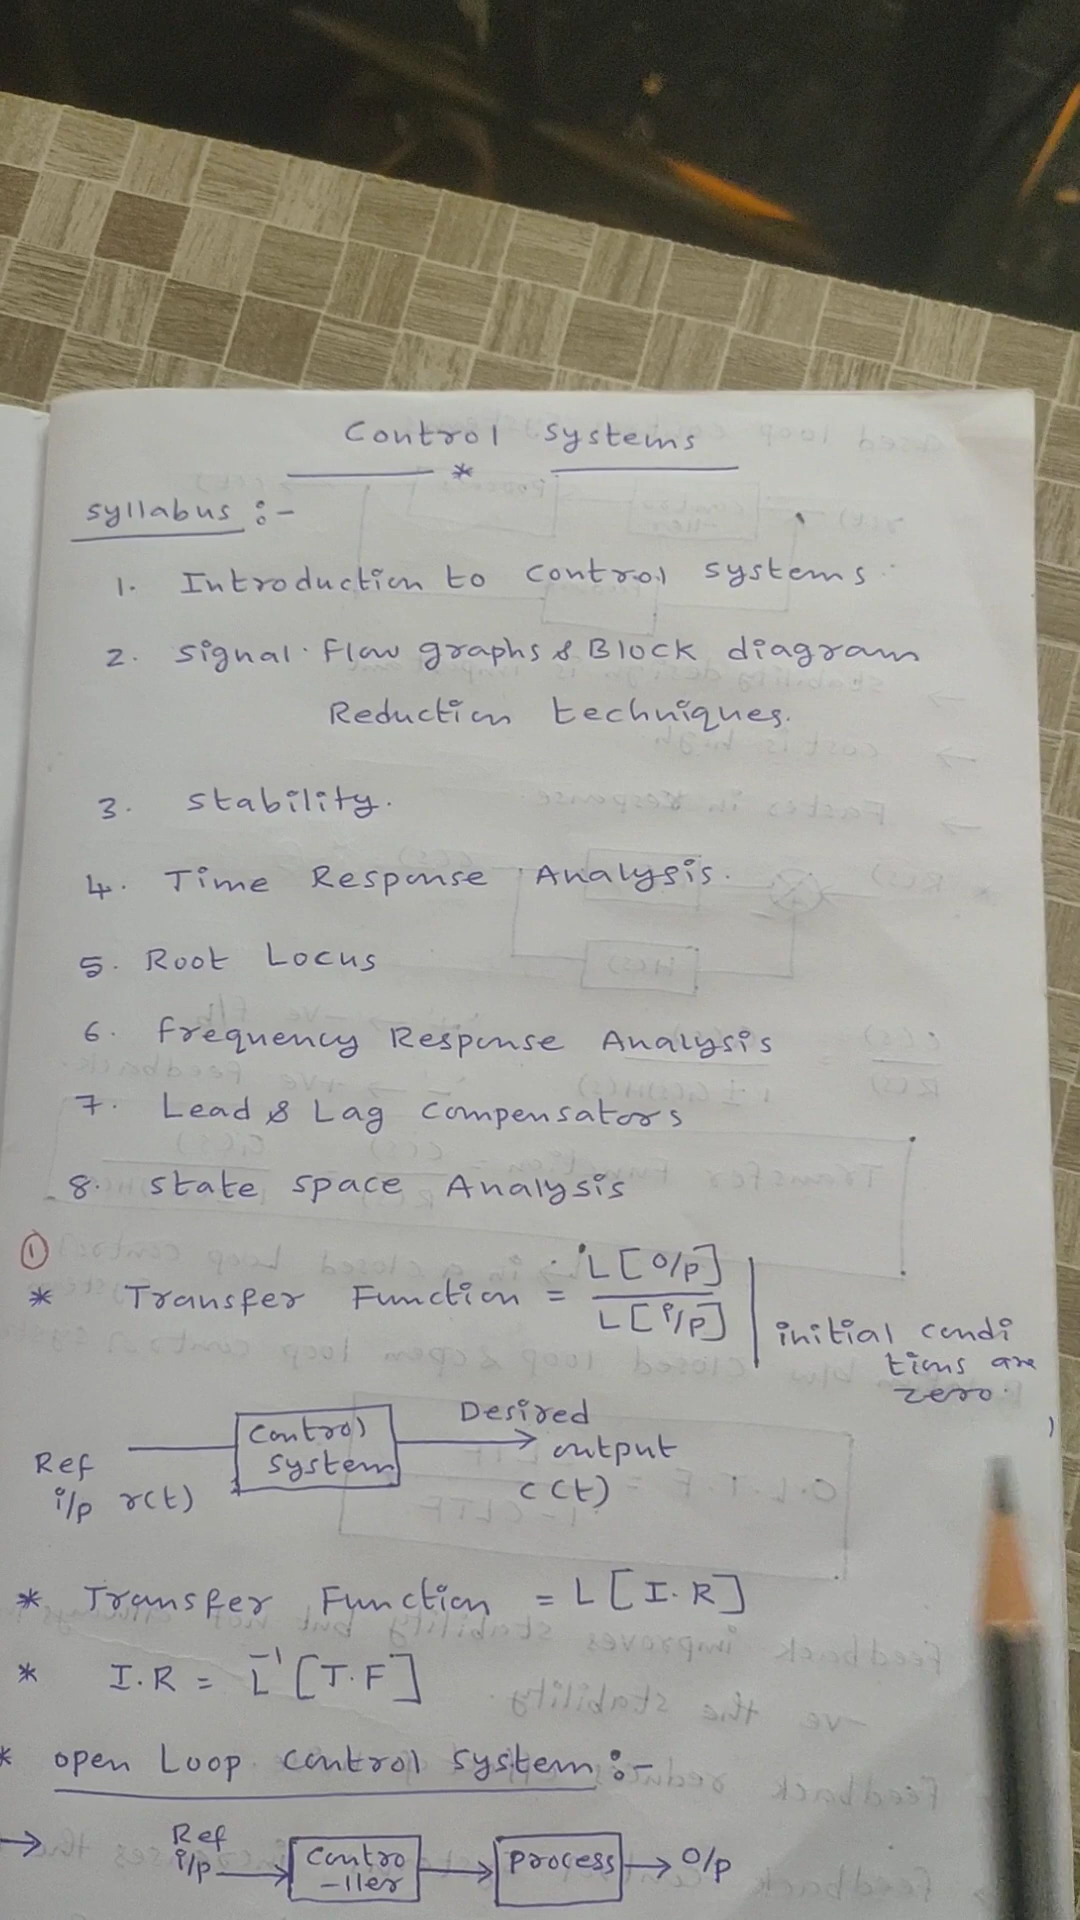 Control Systems
*
Syllabus :-
1. Introduction to control systems
2. Signal Flow graphs & Block diagram
Reduction techniques.
3. Stability.
4. Time Response Analysis.
5. Root Locus
6. Frequency Response Analysis
7. Lead & Lag compensators
8. State space Analysis
①
* Transfer Function = L[O/p] / L[i/p] | initial condi
tions are
zero.
Ref
i/p r(t)
Control
System
Desired
output
c(t)
* Transfer Function = L[I.R]
* I.R = L⁻¹[T.F]
* open Loop control system :-
→ Ref
i/p → Contro
-ller → process → O/p